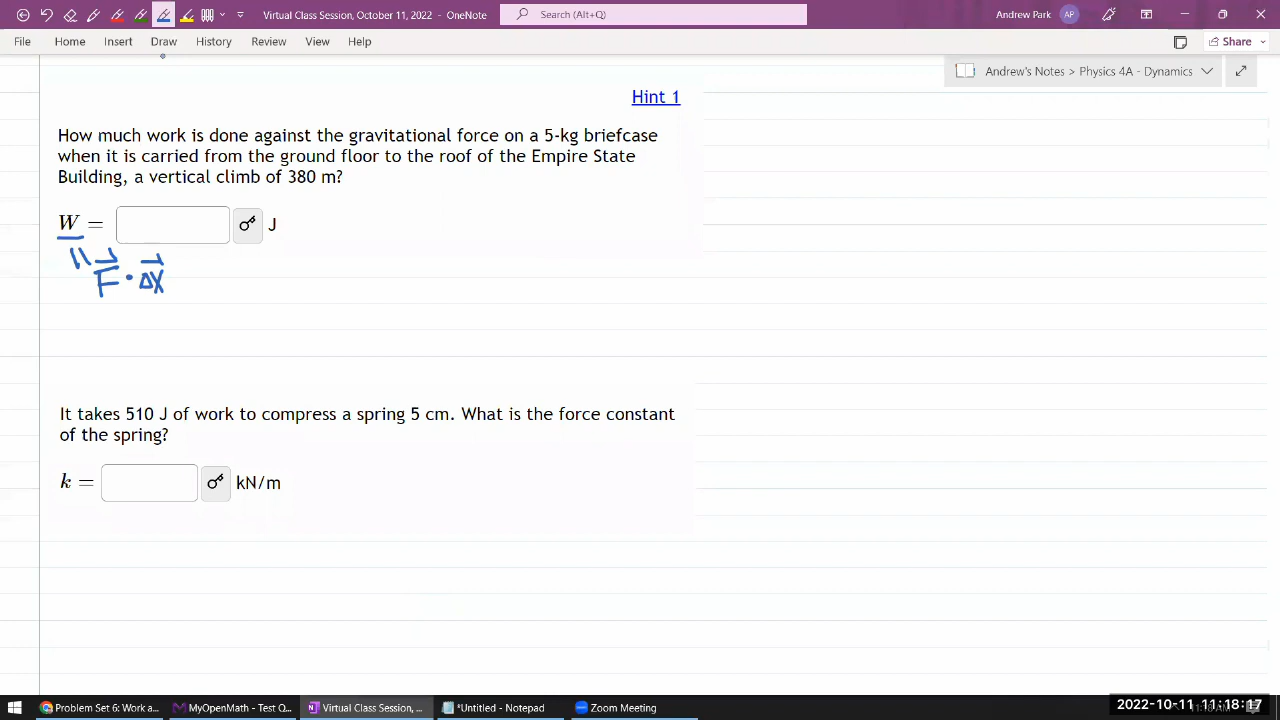 Virtual Class Session, October 11, 2022 - OneNote
Search (Alt+Q)
Andrew Park
AP
File Home Insert Draw History Review View Help
Share
Andrew's Notes > Physics 4A - Dynamics
Hint 1
How much work is done against the gravitational force on a 5-kg briefcase
when it is carried from the ground floor to the roof of the Empire State
Building, a vertical climb of 380 m?
W = J
F · ΔX
It takes 510 J of work to compress a spring 5 cm. What is the force constant
of the spring?
k = kN/m
Problem Set 6: Work a... MyOpenMath - Test Q... Virtual Class Session, ... *Untitled - Notepad Zoom Meeting
2022-10-11 11:18:17